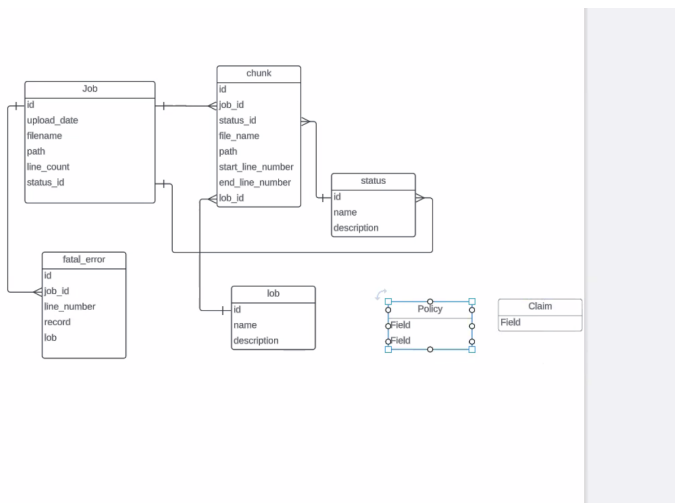 Job
id
upload_date
filename
path
line_count
status_id
chunk
id
job_id
status_id
file_name
path
start_line_number
end_line_number
lob_id
status
id
name
description
fatal_error
id
job_id
line_number
record
lob
lob
id
name
description
Policy
Field
Field
Claim
Field